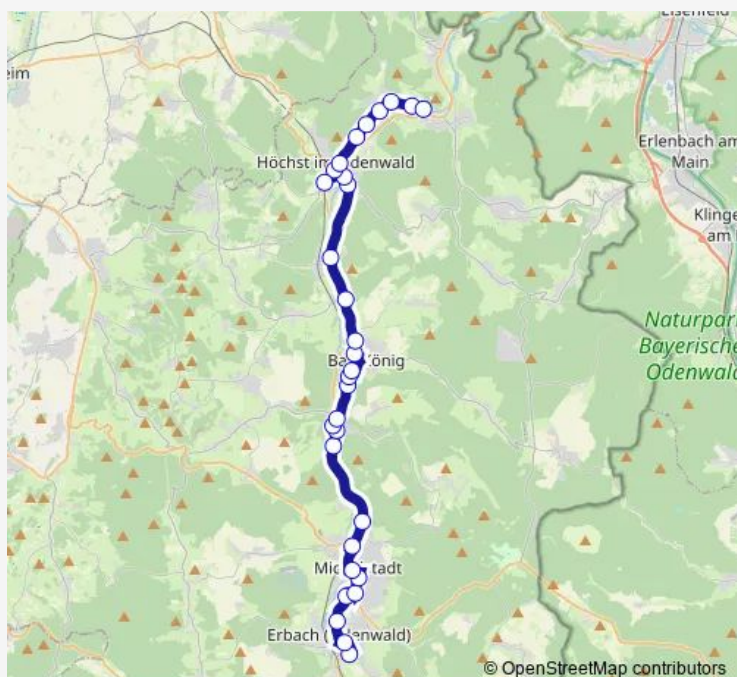 Elsenfeld
eim
Erlenbach am
Main
Höchst im Odenwald
Klinge
am
Naturpark
Bayerische
Odenwald
Bad König
Michelstadt
Erbach (Odenwald)
© OpenStreetMap contributors